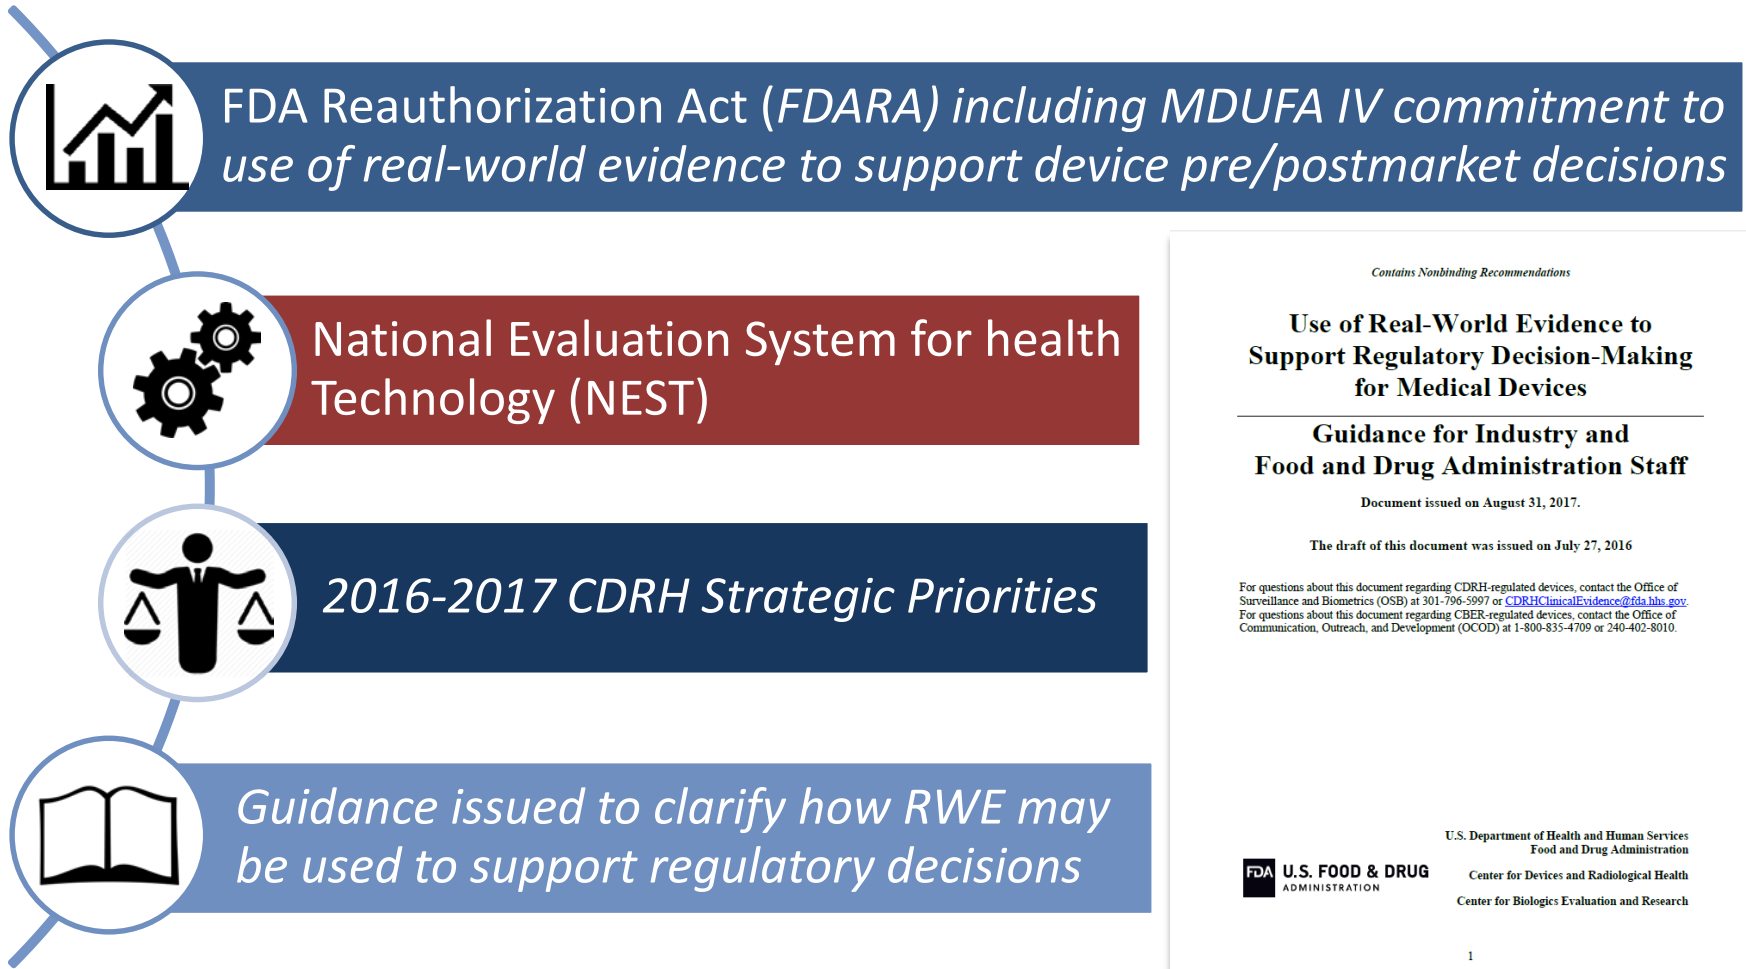 FDA Reauthorization Act (FDARA) including MDUFA IV commitment to
use of real-world evidence to support device pre/postmarket decisions
National Evaluation System for health
Technology (NEST)
2016-2017 CDRH Strategic Priorities
Guidance issued to clarify how RWE may
be used to support regulatory decisions
Contains Nonbinding Recommendations
Use of Real-World Evidence to
Support Regulatory Decision-Making
for Medical Devices
Guidance for Industry and
Food and Drug Administration Staff
Document issued on August 31, 2017.
The draft of this document was issued on July 27, 2016
For questions about this document regarding CDRH-regulated devices, contact the Office of
Surveillance and Biometrics (OSB) at 301-796-5997 or CDRHClinicalEvidence@fda.hhs.gov.
For questions about this document regarding CBER-regulated devices, contact the Office of
Communication, Outreach, and Development (OCOD) at 1-800-835-4709 or 240-402-8010.
U.S. Department of Health and Human Services
Food and Drug Administration
FDA U.S. FOOD & DRUG
ADMINISTRATION
Center for Devices and Radiological Health
Center for Biologics Evaluation and Research
1